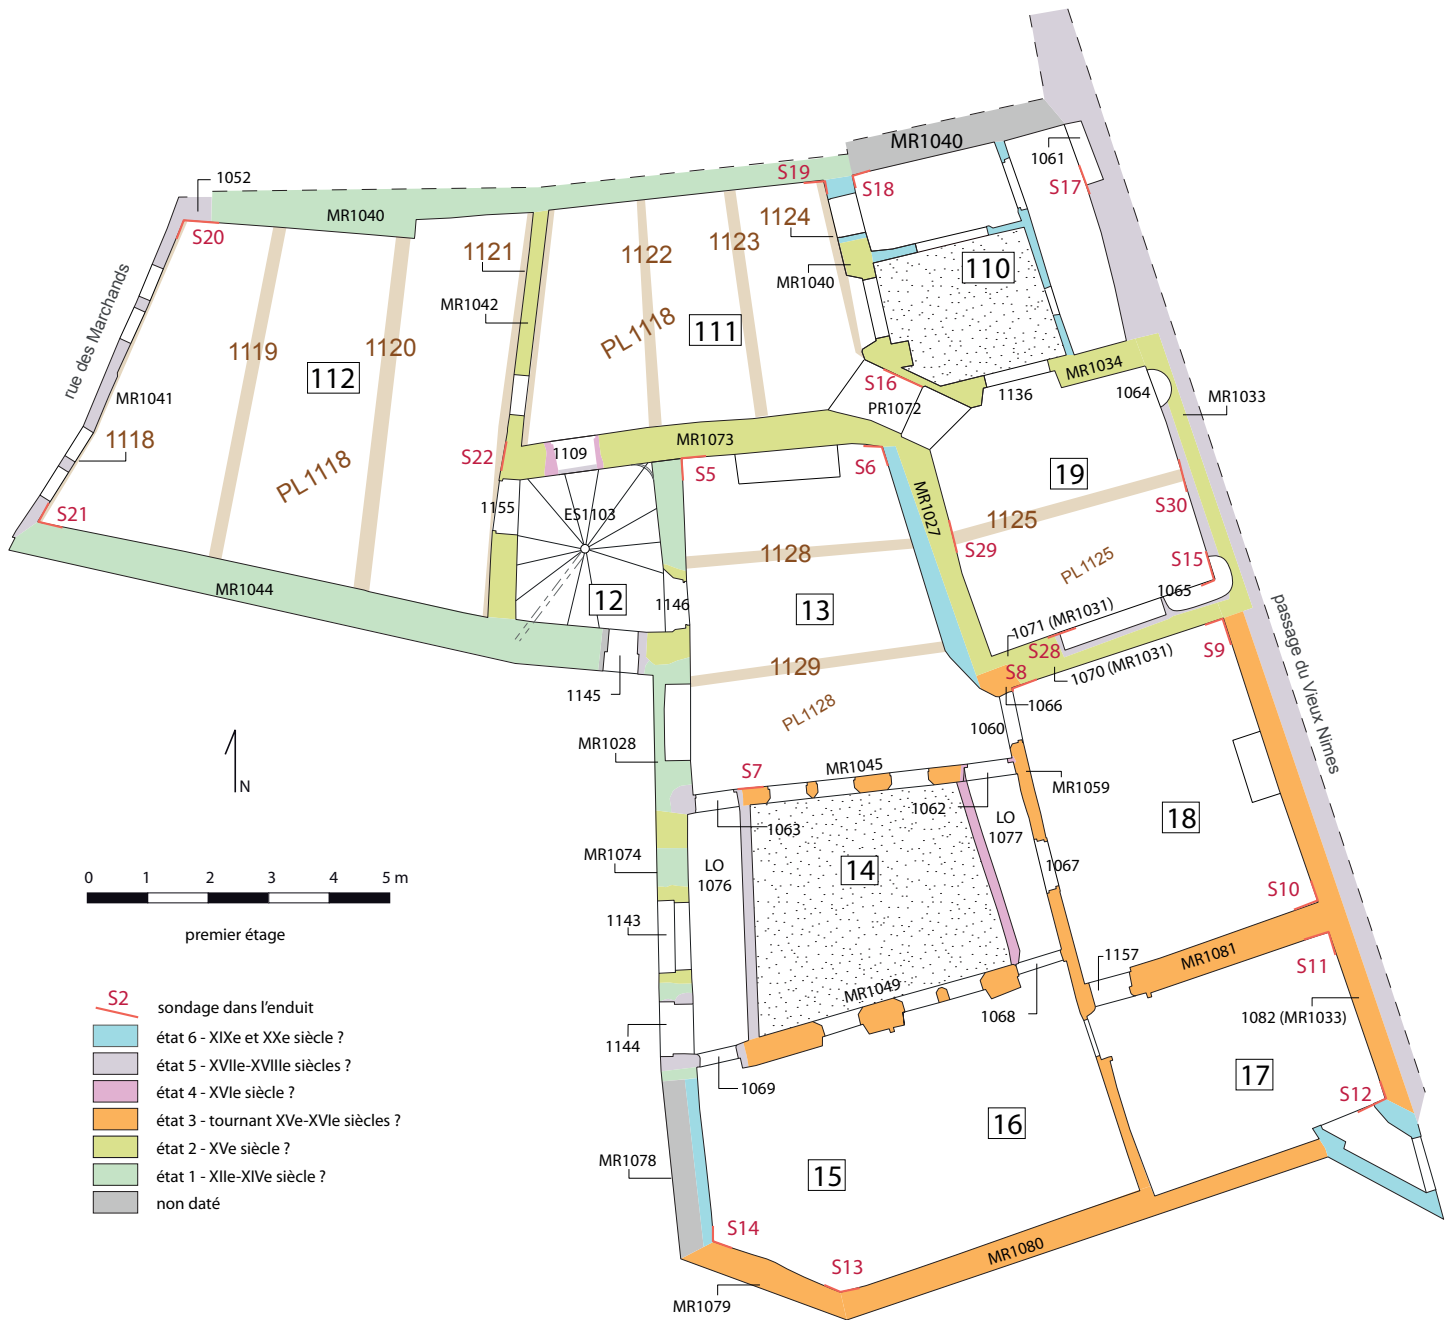 MR1040
1061
S17
1052
S19
S18
MR1040
S20
1124
1121
1122
1123
MR1040
110
rue des Marchands
MR1042
PL1118
111
1119
1120
112
S16
MR1034
1064
MR1033
PR1072
1136
MR1041
1118
MR1073
S22
1109
S5
S6
19
PL1118
1155
ES1103
MR1027
1125
S30
S21
S29
1128
PL1125
S15
1065
MR1044
12
1146
13
1071 (MR1031)
S28
passage du Vieux Nimes
S9
1129
S8
1070 (MR1031)
1145
PL1128
1066
1060
N
MR1028
S7
MR1045
MR1059
1062
LO
1077
18
1063
MR1074
LO
1076
14
1067
0 1 2 3 4 5 m
S10
premier étage
1143
MR1081
1157
S11
MR1049
1068
1082 (MR1033)
1144
1069
17
S12
16
MR1078
15
S14
S13
MR1080
MR1079
S2 sondage dans l'enduit
état 6 - XIXe et XXe siècle ?
état 5 - XVIIe-XVIIIe siècles ?
état 4 - XVIe siècle ?
état 3 - tournant XVe-XVIe siècles ?
état 2 - XVe siècle ?
état 1 - XIIe-XIVe siècle ?
non daté